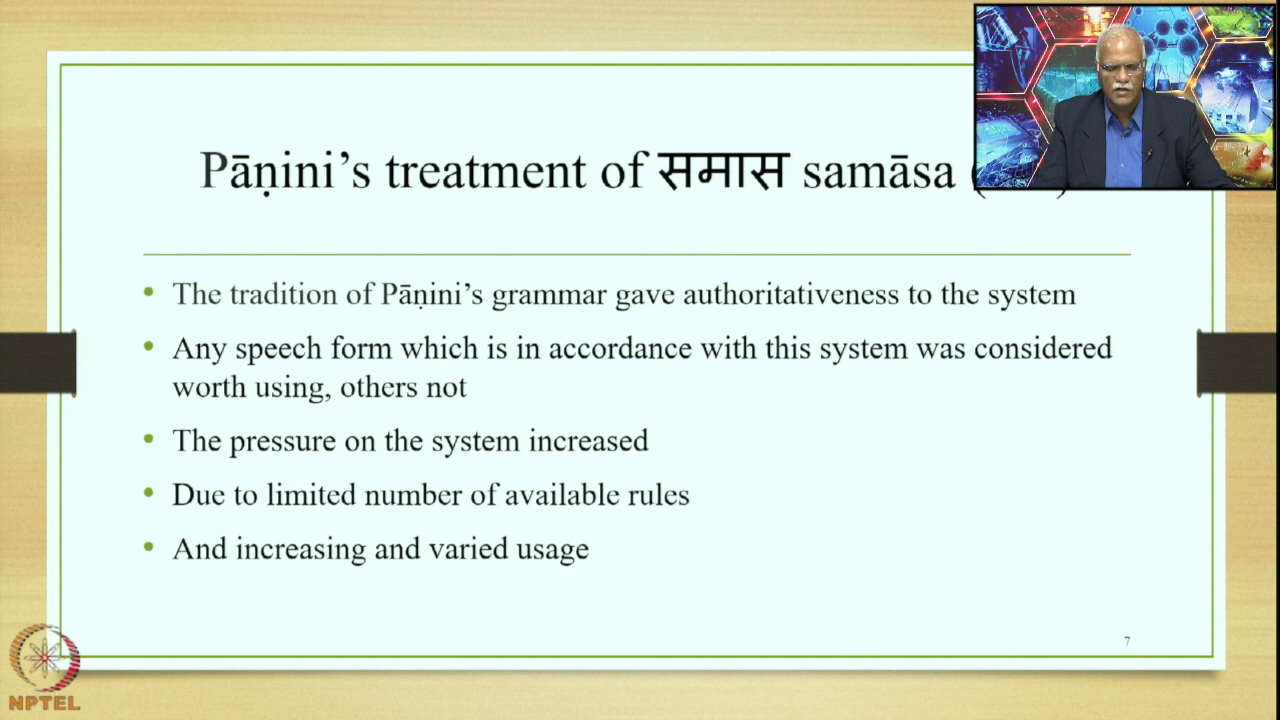 Pāṇini’s treatment of समास samāsa
• The tradition of Pāṇini’s grammar gave authoritativeness to the system
• Any speech form which is in accordance with this system was considered
worth using, others not
• The pressure on the system increased
• Due to limited number of available rules
• And increasing and varied usage
7
NPTEL